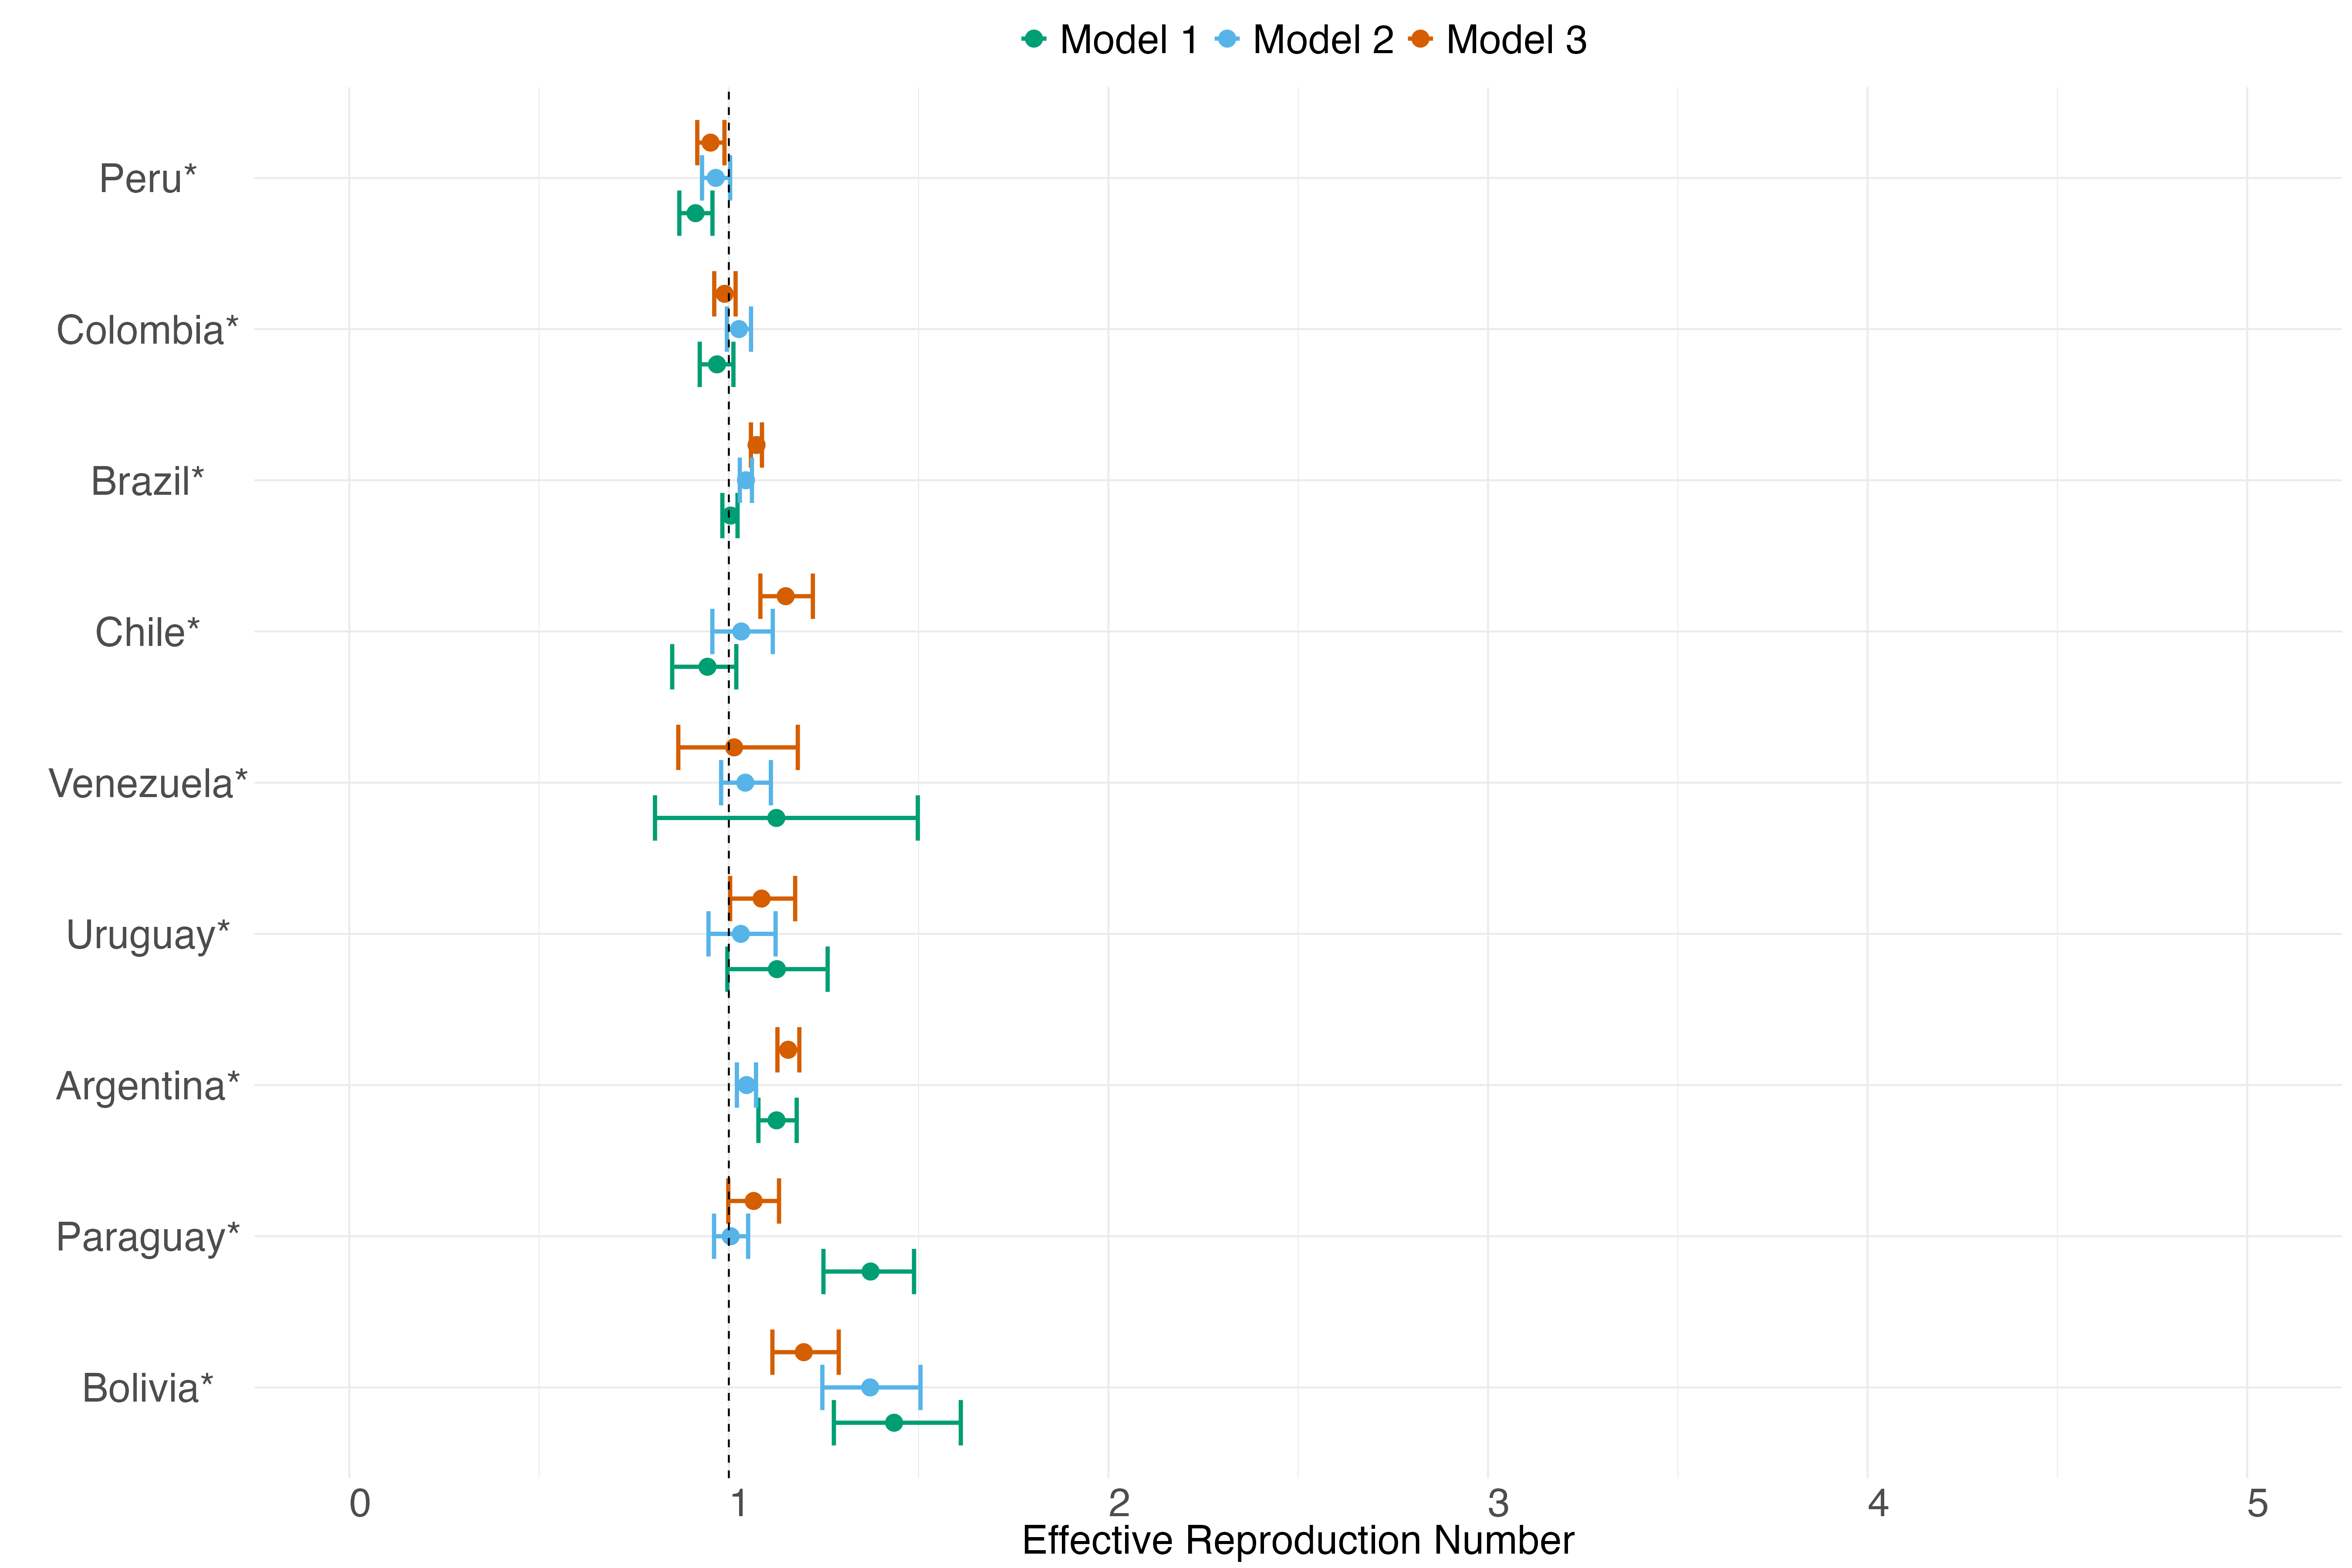 Model 1 Model 2 Model 3
Peru*
Colombia*
Brazil*
Chile*
Venezuela*
Uruguay*
Argentina*
Paraguay*
Bolivia*
0 1 2 3 4 5
Effective Reproduction Number